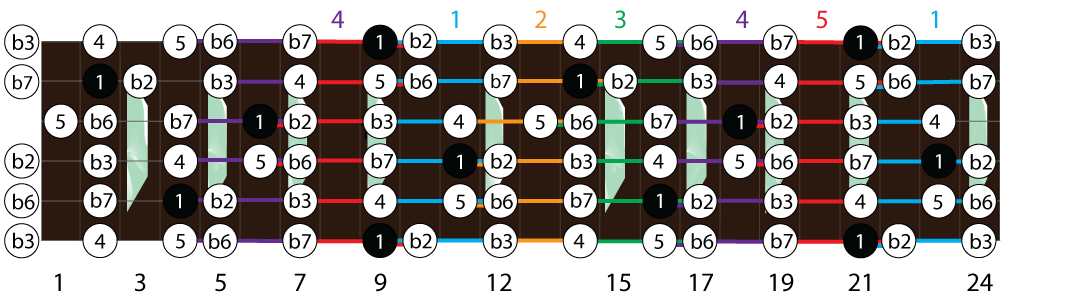 4 1 2 3 4 5 1
b3 4 5 b6 b7 1 b2 b3 4 5 b6 b7 1 b2 b3
b7 1 b2 b3 4 5 b6 b7 1 b2 b3 4 5 b6 b7
5 b6 b7 1 b2 b3 4 5 b6 b7 1 b2 b3 4
b2 b3 4 5 b6 b7 1 b2 b3 4 5 b6 b7 1 b2
b6 b7 1 b2 b3 4 5 b6 b7 1 b2 b3 4 5 b6
b3 4 5 b6 b7 1 b2 b3 4 5 b6 b7 1 b2 b3
1 3 5 7 9 12 15 17 19 21 24